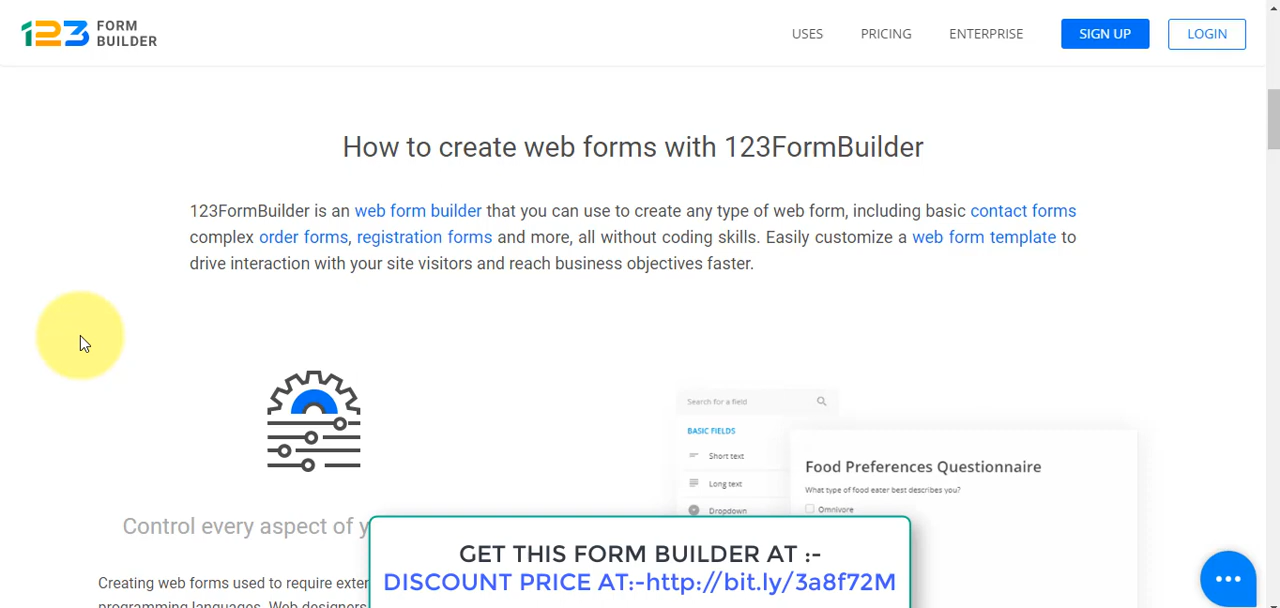 123 FORM BUILDER
USES PRICING ENTERPRISE SIGN UP LOGIN
How to create web forms with 123FormBuilder
123FormBuilder is an web form builder that you can use to create any type of web form, including basic contact forms
complex order forms, registration forms and more, all without coding skills. Easily customize a web form template to
drive interaction with your site visitors and reach business objectives faster.
Search for a field
BASIC FIELDS
Short text
Long text
Dropdown
Food Preferences Questionnaire
What type of food eater best describes you?
Omnivore
Control every aspect of y
Creating web forms used to require exter
programming languages. Web designers
GET THIS FORM BUILDER AT :-
DISCOUNT PRICE AT:-http://bit.ly/3a8f72M